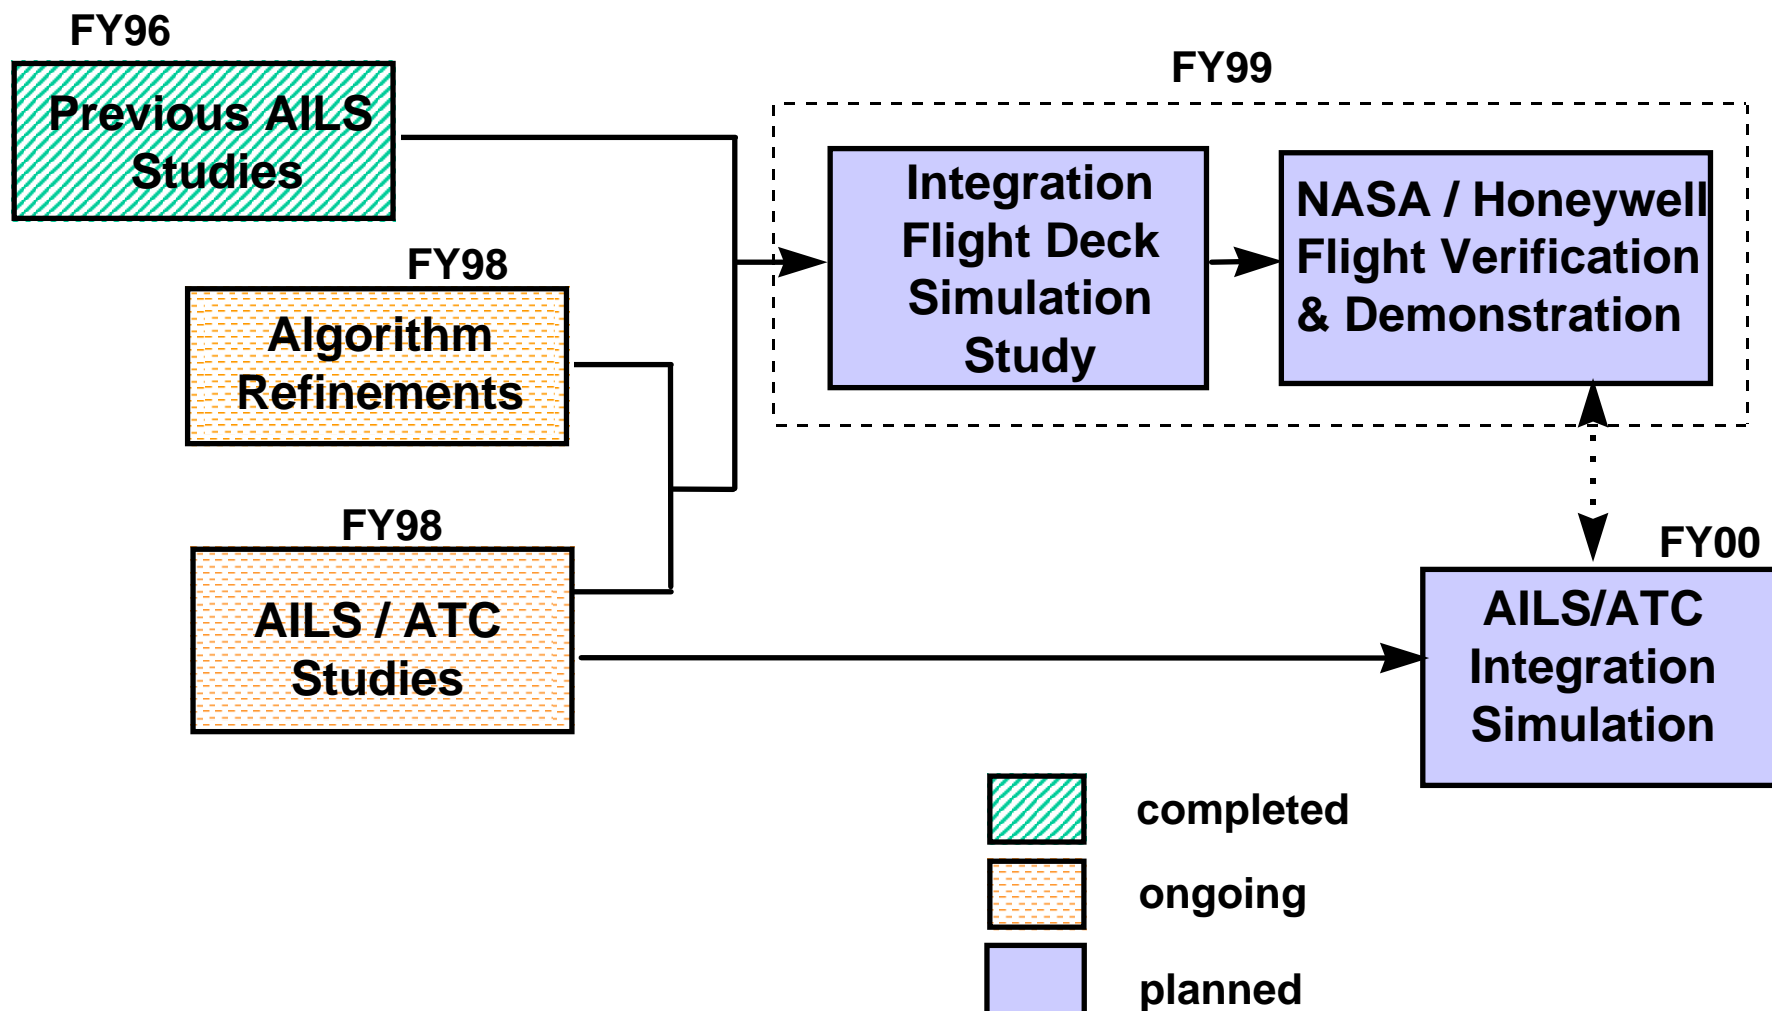 FY96
Previous AILS
Studies
FY98
Algorithm
Refinements
FY98
AILS / ATC
Studies
FY99
Integration
Flight Deck
Simulation
Study
NASA / Honeywell
Flight Verification
& Demonstration
FY00
AILS/ATC
Integration
Simulation
completed
ongoing
planned